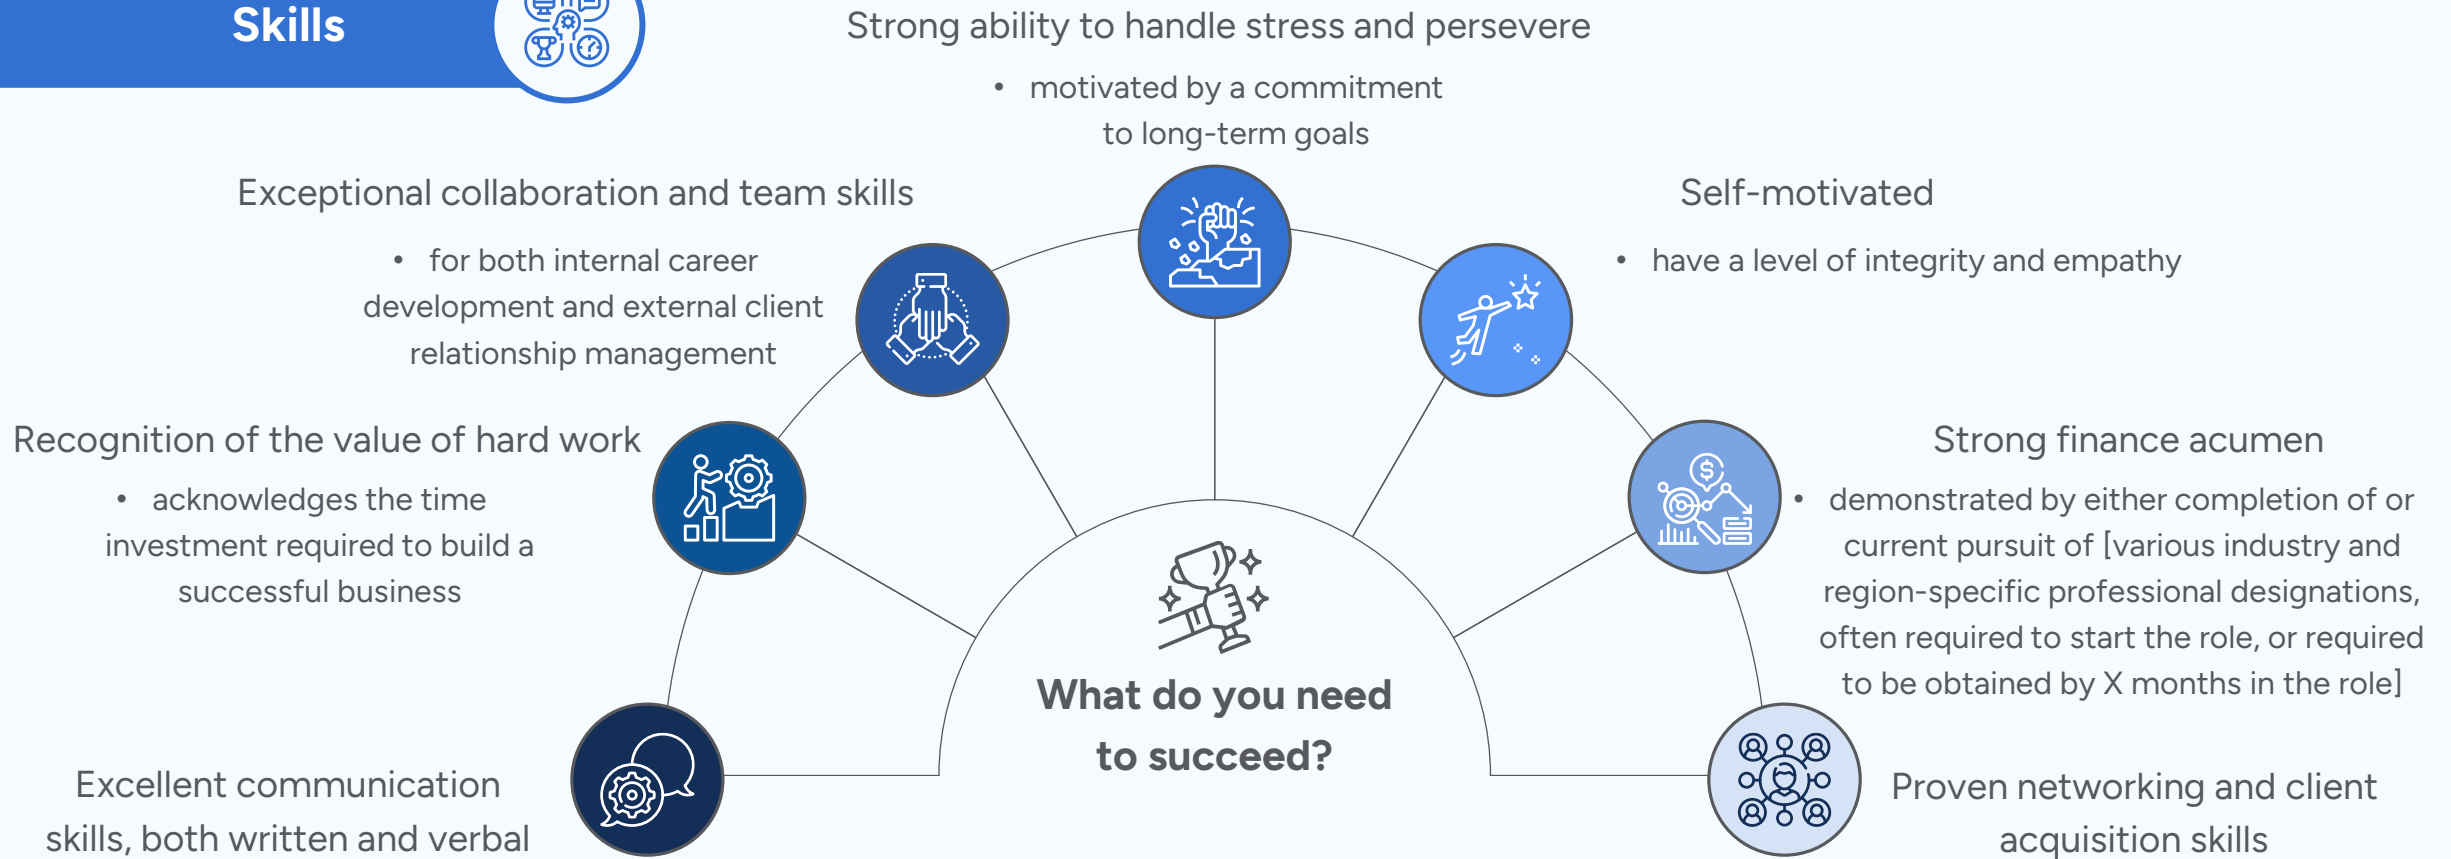 Skills
Strong ability to handle stress and persevere
• motivated by a commitment
to long-term goals
Exceptional collaboration and team skills
• for both internal career
development and external client
relationship management
Self-motivated
• have a level of integrity and empathy
Recognition of the value of hard work
• acknowledges the time
investment required to build a
successful business
Strong finance acumen
• demonstrated by either completion of or
current pursuit of [various industry and
region-specific professional designations,
often required to start the role, or required
to be obtained by X months in the role]
What do you need
to succeed?
Excellent communication
skills, both written and verbal
Proven networking and client
acquisition skills